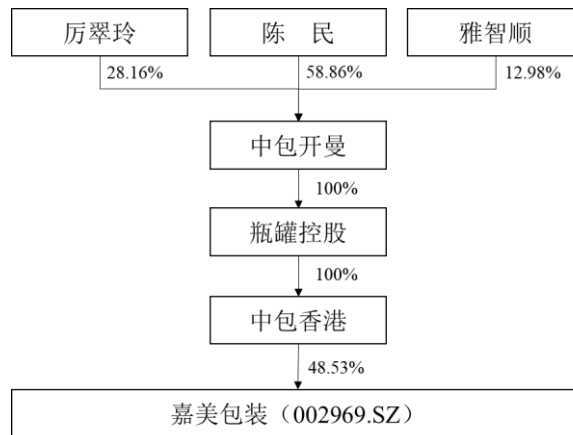 厉翠玲
陈 民
雅智顺
28.16%
58.86%
12.98%
中包开曼
100%
瓶罐控股
100%
中包香港
48.53%
嘉美包装（002969.SZ）